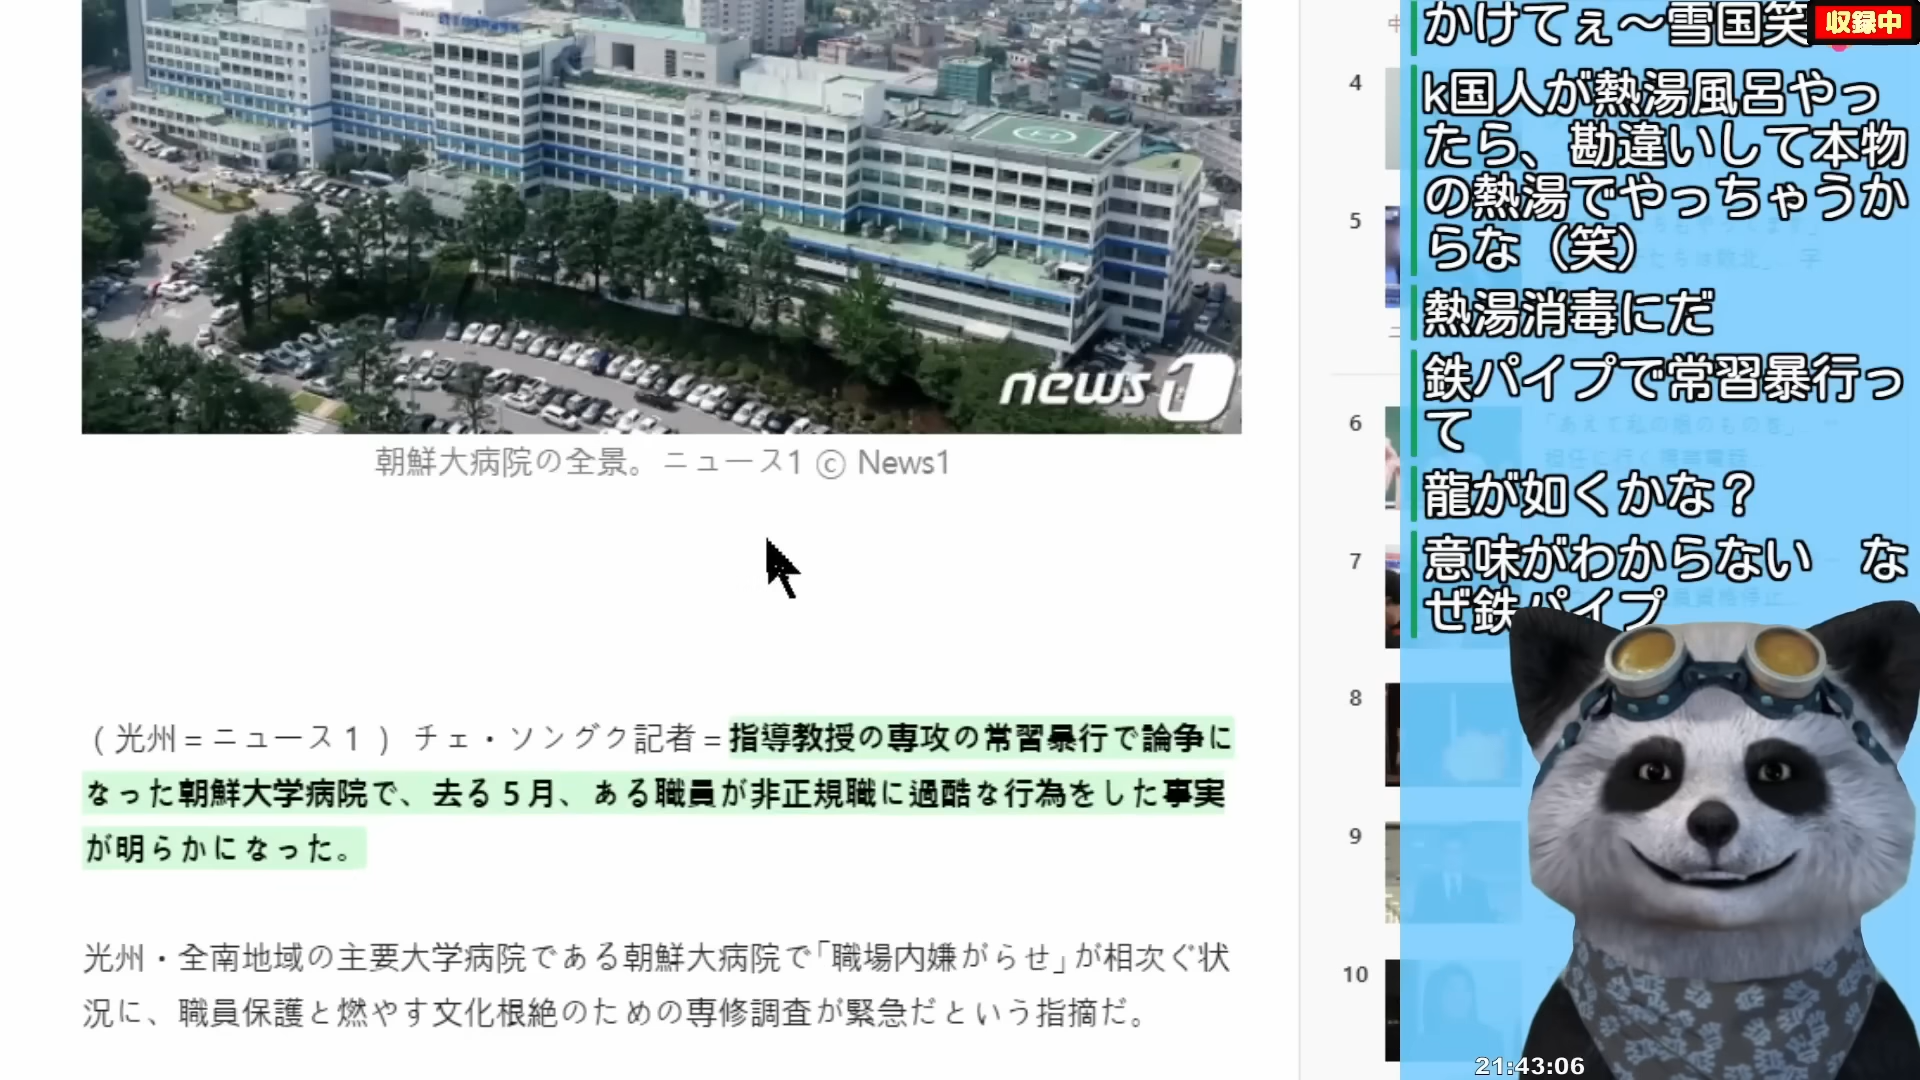 news1
朝鮮大病院の全景。ニュース1 ⓒ News1
（光州＝ニュース１） チェ・ソングク記者＝指導教授の専攻の常習暴行で論争に
なった朝鮮大学病院で、去る５月、ある職員が非正規職に過酷な行為をした事実
が明らかになった。
光州・全南地域の主要大学病院である朝鮮大病院で「職場内嫌がらせ」が相次ぐ状
況に、職員保護と燃やす文化根絶のための専修調査が緊急だという指摘だ。
4
5
6
7
8
9
10
収録中
かけてぇ～雪国笑
k国人が熱湯風呂やっ
たら、勘違いして本物
の熱湯でやっちゃうか
らな（笑）
熱湯消毒にだ
鉄パイプで常習暴行っ
て
龍が如くかな？
意味がわからない　な
ぜ鉄パイプ
21:43:06